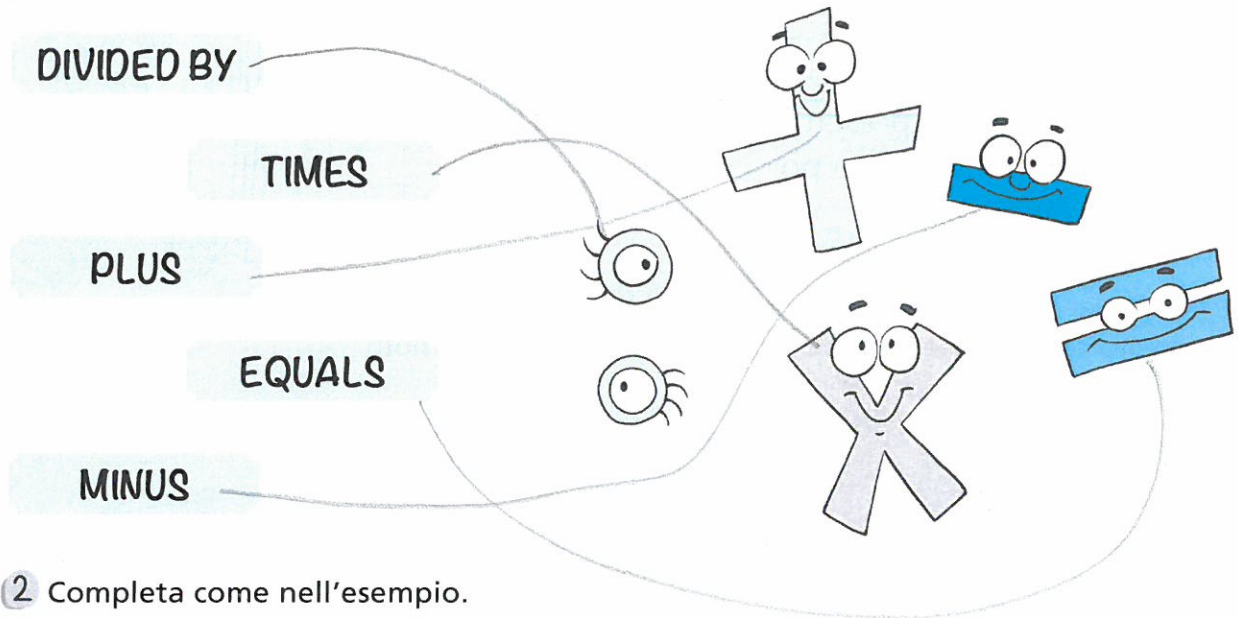 DIVIDED BY
TIMES
PLUS
EQUALS
MINUS
2 Completa come nell'esempio.